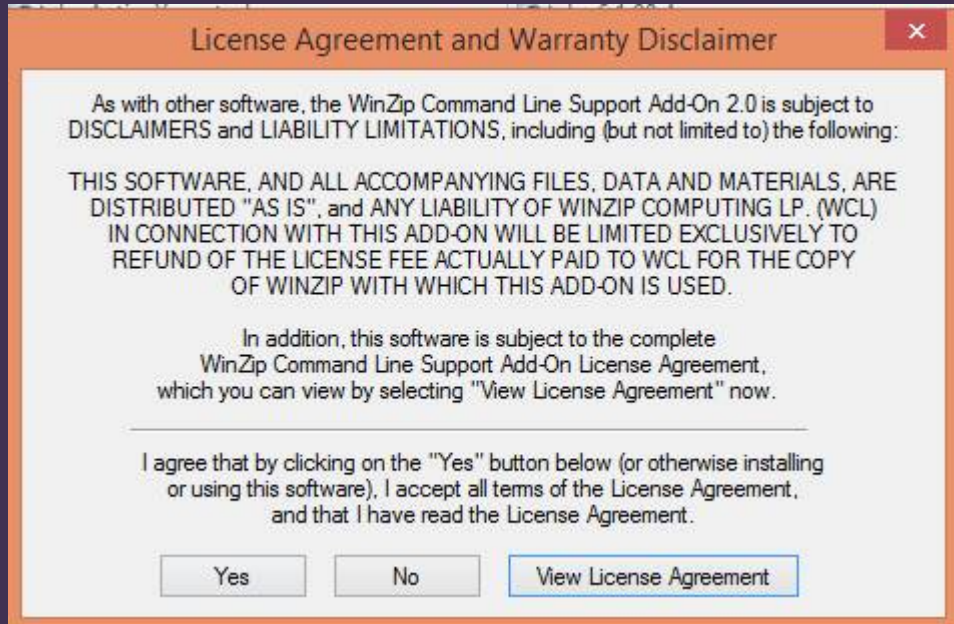 License Agreement and Warranty Disclaimer
As with other software, the WinZip Command Line Support Add-On 2.0 is subject to
DISCLAIMERS and LIABILITY LIMITATIONS, including (but not limited to) the following:
THIS SOFTWARE, AND ALL ACCOMPANYING FILES, DATA AND MATERIALS, ARE
DISTRIBUTED "AS IS", and ANY LIABILITY OF WINZIP COMPUTING LP. (WCL)
IN CONNECTION WITH THIS ADD-ON WILL BE LIMITED EXCLUSIVELY TO
REFUND OF THE LICENSE FEE ACTUALLY PAID TO WCL FOR THE COPY
OF WINZIP WITH WHICH THIS ADD-ON IS USED.
In addition, this software is subject to the complete
WinZip Command Line Support Add-On License Agreement,
which you can view by selecting "View License Agreement" now.
I agree that by clicking on the "Yes" button below (or otherwise installing
or using this software), I accept all terms of the License Agreement,
and that I have read the License Agreement.
Yes
No
View License Agreement